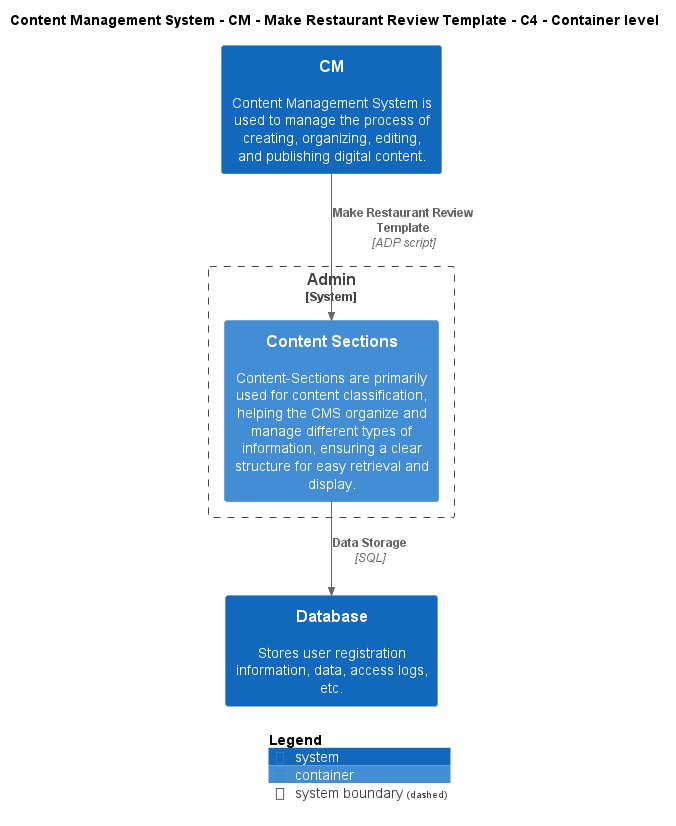 Content Management System - CM - Make Restaurant Review Template - C4 - Container level
CM
Content Management System is
used to manage the process of
creating, organizing, editing,
and publishing digital content.
Make Restaurant Review
Template
[ADP script]
Admin
[System]
Content Sections
Content-Sections are primarily
used for content classification,
helping the CMS organize and
manage different types of
information, ensuring a clear
structure for easy retrieval and
display.
Data Storage
[SQL]
Database
Stores user registration
information, data, access logs,
etc.
Legend
system
container
system boundary (dashed)